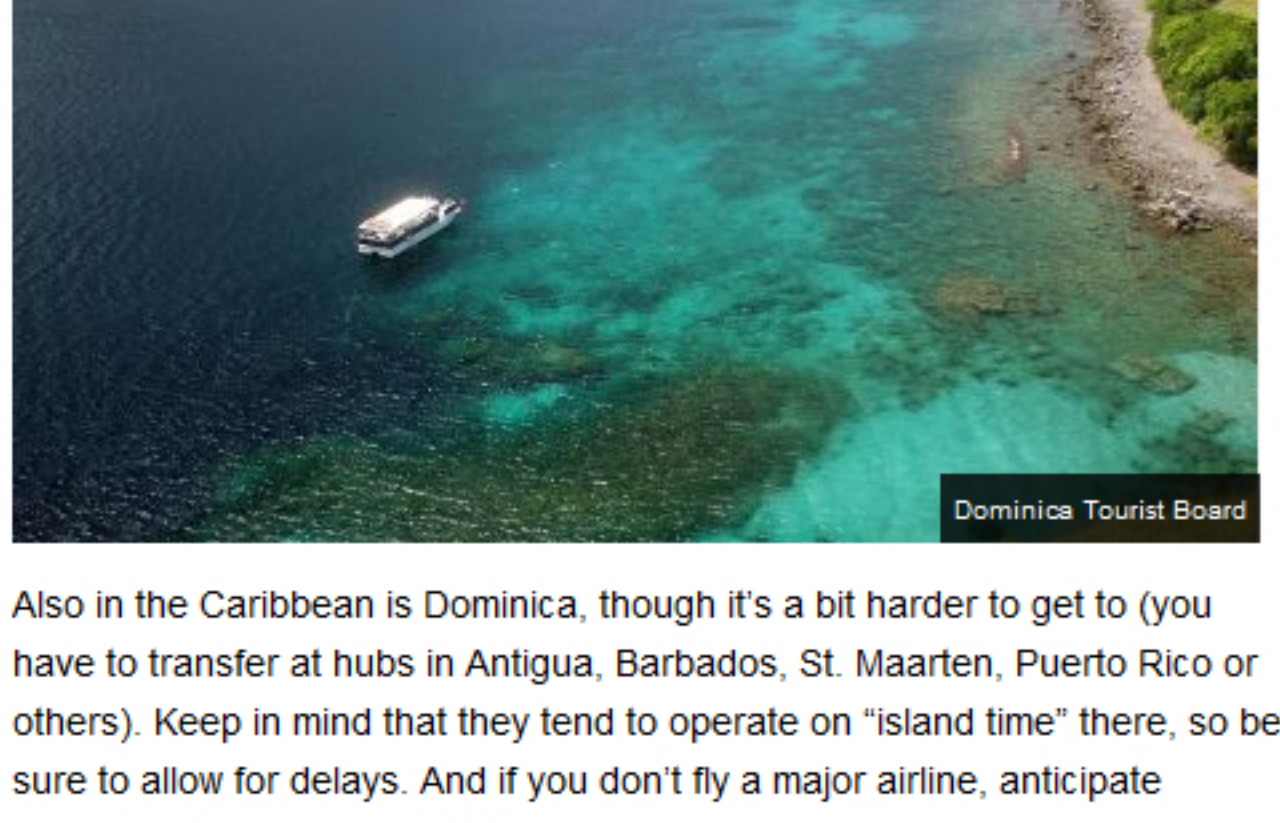 Dominica Tourist Board
Also in the Caribbean is Dominica, though it’s a bit harder to get to (you
have to transfer at hubs in Antigua, Barbados, St. Maarten, Puerto Rico or
others). Keep in mind that they tend to operate on “island time” there, so be
sure to allow for delays. And if you don’t fly a major airline, anticipate